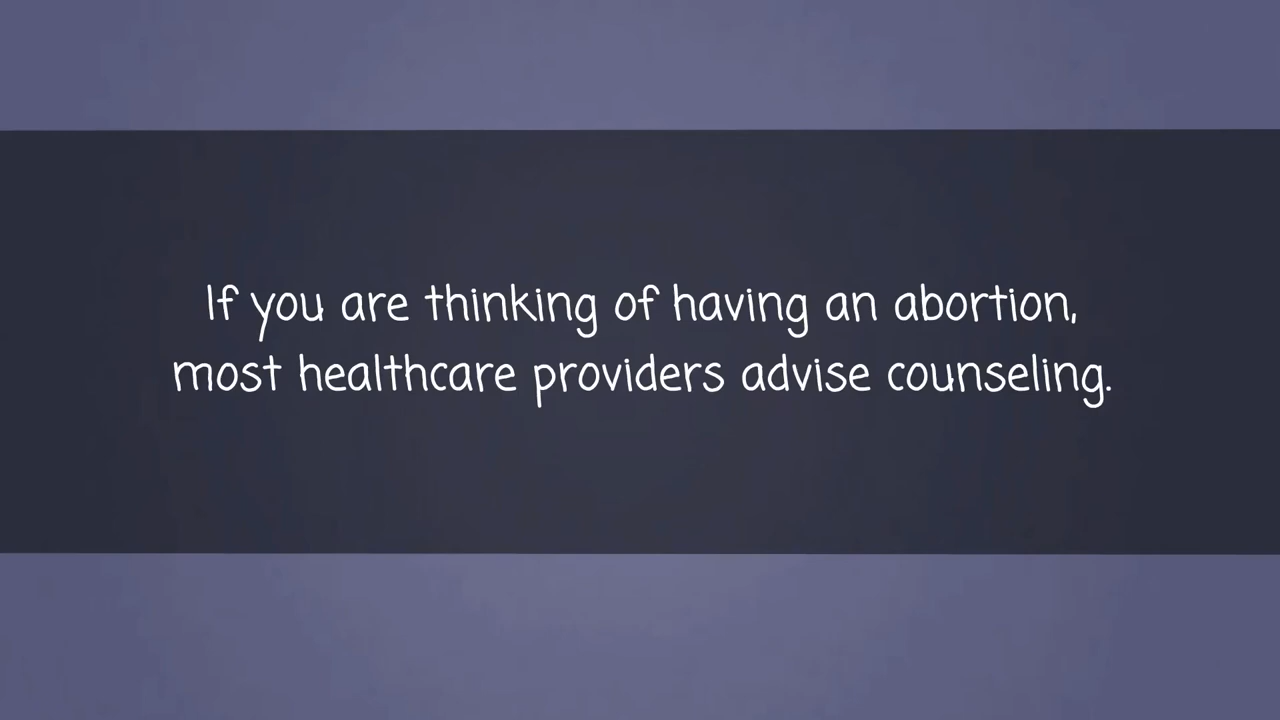 If you are thinking of having an abortion,
most healthcare providers advise counseling.